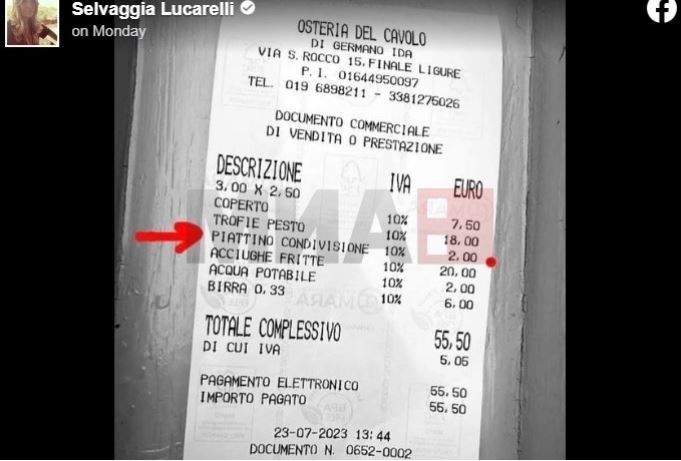 Selvaggia Lucarelli
on Monday
OSTERIA DEL CAVOLO
DI GERMANO IDA
VIA S. ROCCO 15, FINALE LIGURE
P. I. 01644950097
TEL. 019 6898211 - 3381275026
DOCUMENTO COMMERCIALE
DI VENDITA O PRESTAZIONE
DESCRIZIONE IVA EURO
3,00 X 2,50
COPERTO 10% 7,50
TROFIE PESTO 10% 18,00
PIATTINO CONDIVISIONE 10% 2,00
ACCIUGHE FRITTE 10% 20,00
ACQUA POTABILE 10% 2,00
BIRRA 0,33 10% 6,00
TOTALE COMPLESSIVO 55,50
DI CUI IVA 5,05
PAGAMENTO ELETTRONICO 55,50
IMPORTO PAGATO 55,50
23-07-2023 13:44
DOCUMENTO N. 0652-0002